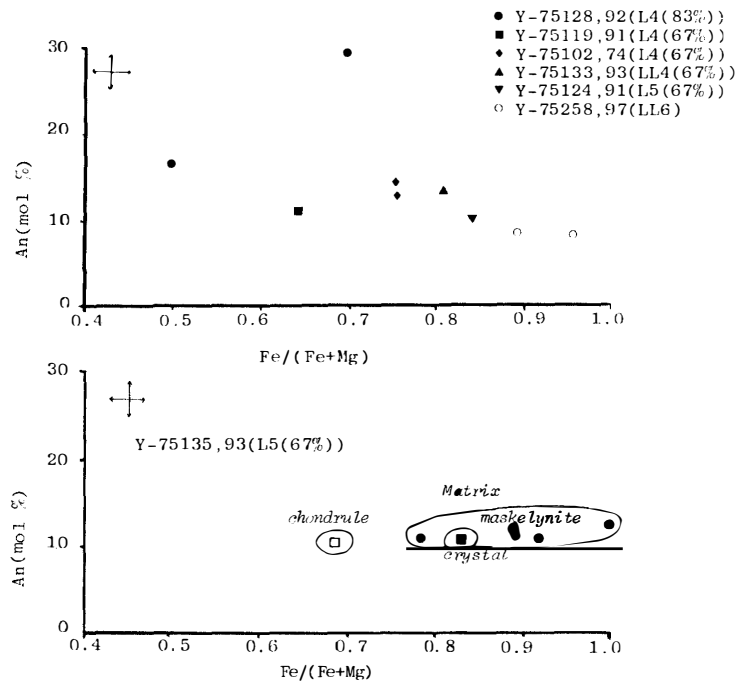 Y-75128,92(L4(83%))
Y-75119,91(L4(67%))
Y-75102,74(L4(67%))
Y-75133,93(LL4(67%))
Y-75124,91(L5(67%))
Y-75258,97(LL6)
30
20
10
0
An(mol %)
0.4 0.5 0.6 0.7 0.8 0.9 1.0
Fe/(Fe+Mg)
30
20
10
0
An(mol %)
Y-75135,93(L5(67%))
Matrix
chondrule
maskelynite
crystal
0.4 0.5 0.6 0.7 0.8 0.9 1.0
Fe/(Fe+Mg)